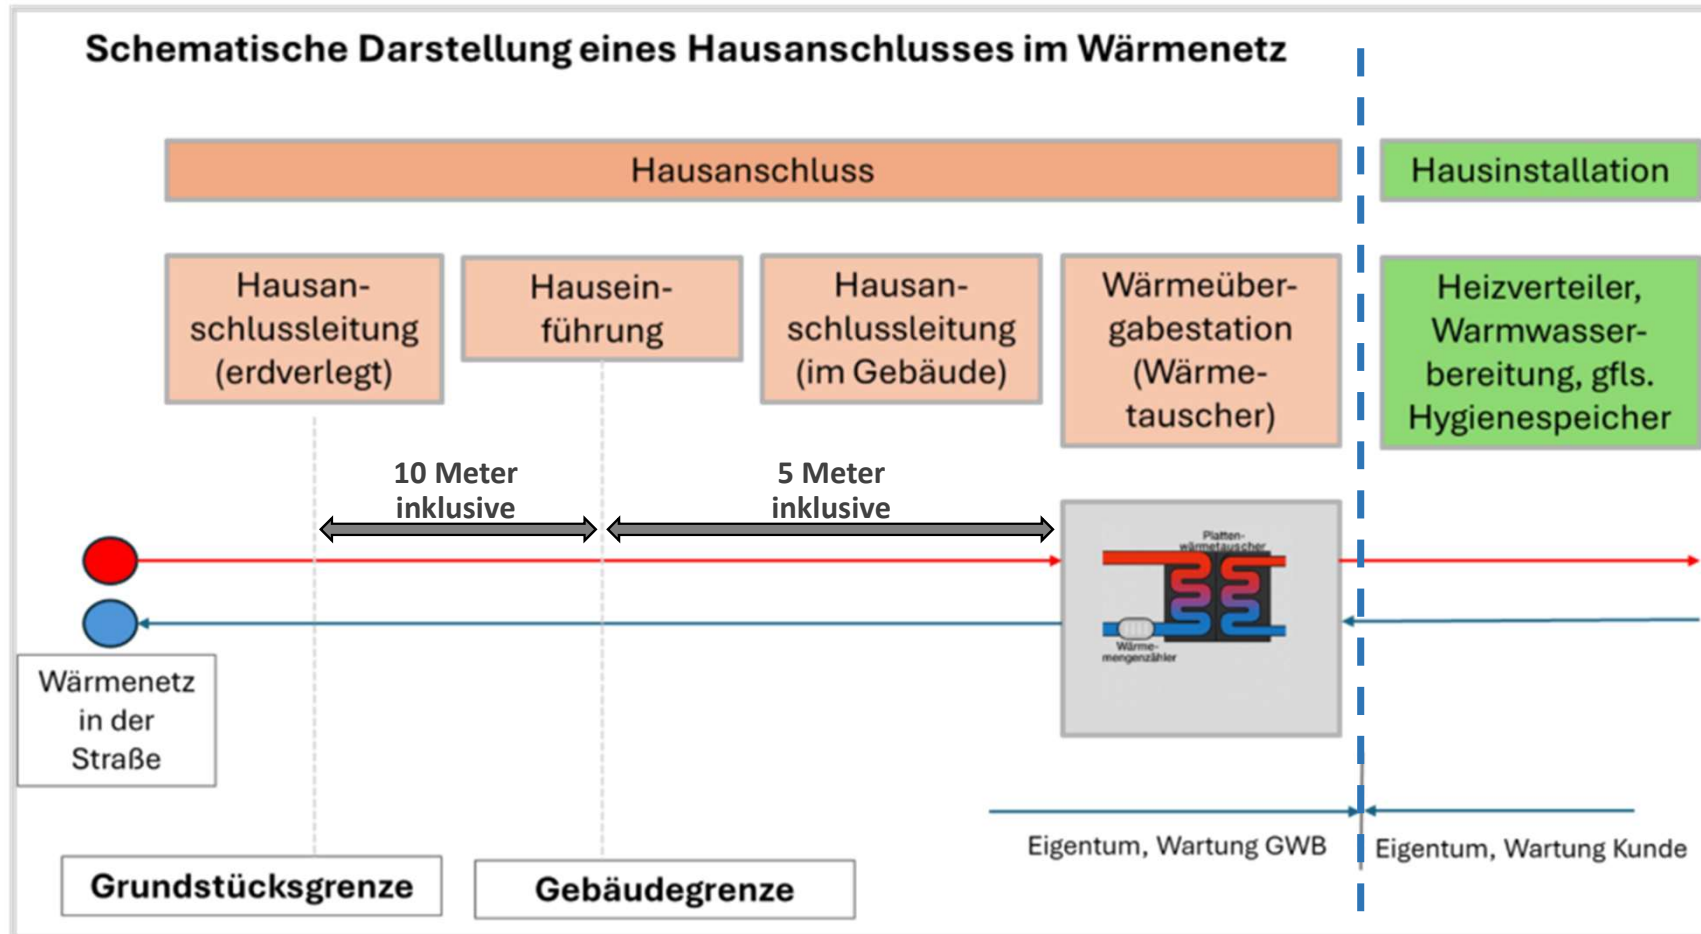 Schematische Darstellung eines Hausanschlusses im Wärmenetz
Hausanschluss
Hausinstallation
Hausan-
schlussleitung
(erdverlegt)
Hausein-
führung
Hausan-
schlussleitung
(im Gebäude)
Wärmeüber-
gabestation
(Wärme-
tauscher)
Heizverteiler,
Warmwasser-
bereitung, gfls.
Hygienespeicher
10 Meter
inklusive
5 Meter
inklusive
Platten-
wärmetauscher
Wärme-
mengenzähler
Wärmenetz
in der
Straße
Eigentum, Wartung GWB
Eigentum, Wartung Kunde
Grundstücksgrenze
Gebäudegrenze